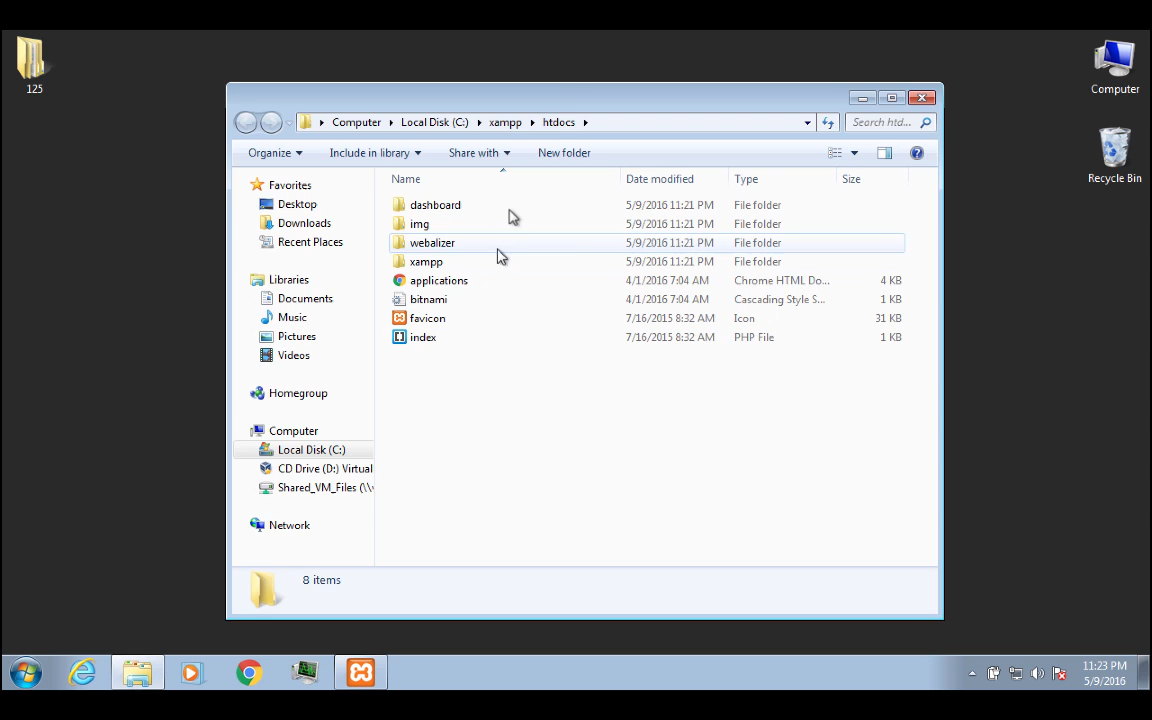 125
Computer
Recycle Bin
Computer Local Disk (C:) xampp htdocs
Search htd...
Organize Include in library Share with New folder
Name Date modified Type Size
Favorites
Desktop
Downloads
Recent Places
Libraries
Documents
Music
Pictures
Videos
Homegroup
Computer
Local Disk (C:)
CD Drive (D:) Virtual
Shared_VM_Files (\\
Network
dashboard 5/9/2016 11:21 PM File folder
img 5/9/2016 11:21 PM File folder
webalizer 5/9/2016 11:21 PM File folder
xampp 5/9/2016 11:21 PM File folder
applications 4/1/2016 7:04 AM Chrome HTML Do... 4 KB
bitnami 4/1/2016 7:04 AM Cascading Style S... 1 KB
favicon 7/16/2015 8:32 AM Icon 31 KB
index 7/16/2015 8:32 AM PHP File 1 KB
8 items
11:23 PM
5/9/2016